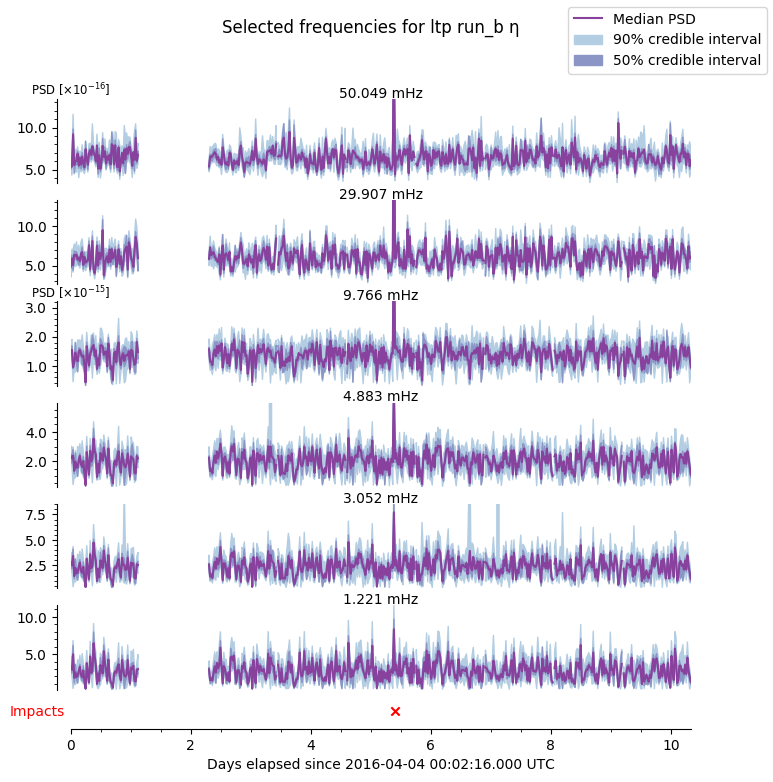 Selected frequencies for ltp run_b η
Median PSD
90% credible interval
50% credible interval
PSD [×10⁻¹⁶]
50.049 mHz
10.0
5.0
29.907 mHz
10.0
5.0
PSD [×10⁻¹⁵]
9.766 mHz
3.0
2.0
1.0
4.883 mHz
4.0
2.0
3.052 mHz
7.5
5.0
2.5
1.221 mHz
10.0
5.0
Impacts
0 2 4 6 8 10
Days elapsed since 2016-04-04 00:02:16.000 UTC